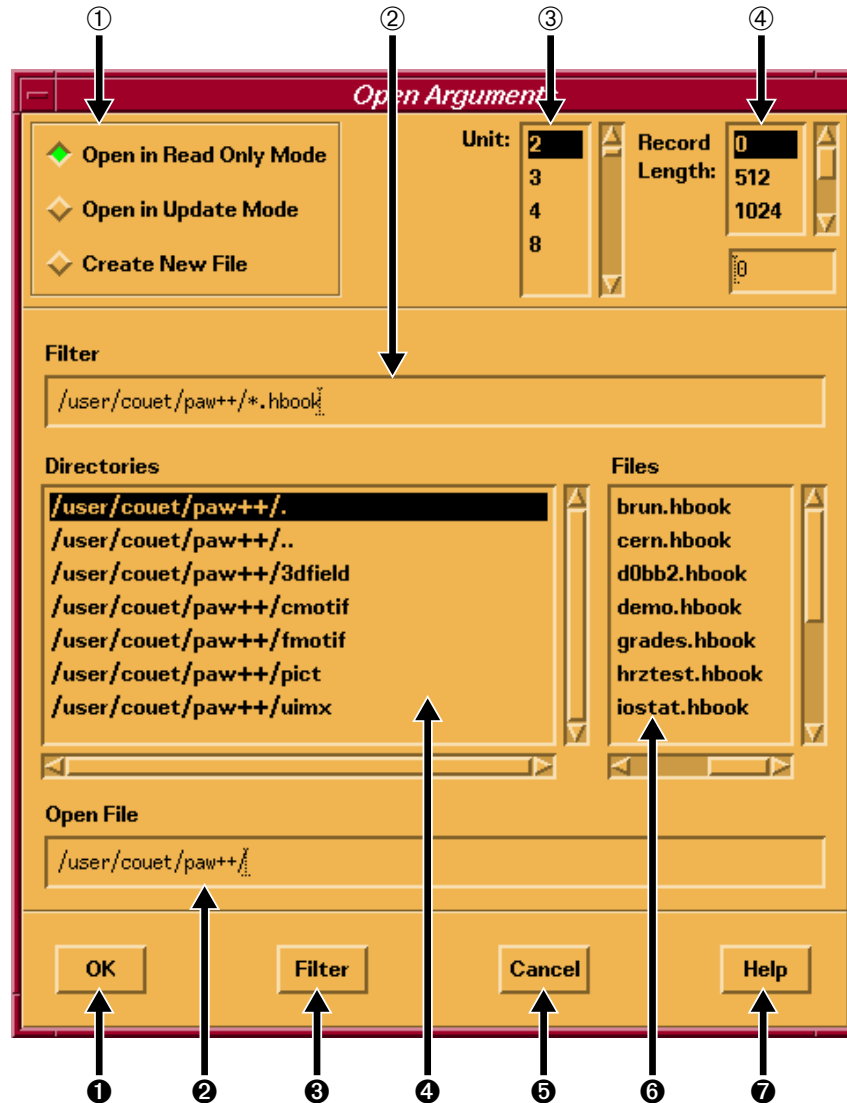 ① ② ③ ④
Open Arguments
Open in Read Only Mode
Open in Update Mode
Create New File
Unit:
2
3
4
8
Record
Length:
0
512
1024
0
Filter
/user/couet/paw++/*.hbook
Directories
/user/couet/paw++/.
/user/couet/paw++/..
/user/couet/paw++/3dfield
/user/couet/paw++/cmotif
/user/couet/paw++/fmotif
/user/couet/paw++/pict
/user/couet/paw++/uimx
Files
brun.hbook
cern.hbook
d0bb2.hbook
demo.hbook
grades.hbook
hrztest.hbook
iostat.hbook
Open File
/user/couet/paw++/
OK Filter Cancel Help
❶ ❷ ❸ ❹ ❺ ❻ ❼